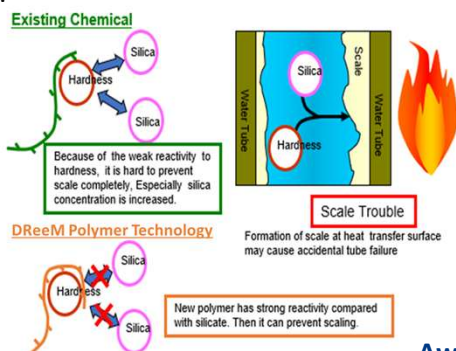 Existing Chemical
Silica
Hardness
Silica
Because of the weak reactivity to
hardness, it is hard to prevent
scale completely, Especially silica
concentration is increased.
Water Tube
Silica
Hardness
Scale
Water Tube
Scale Trouble
Formation of scale at heat transfer surface
may cause accidental tube failure
DReeM Polymer Technology
Silica
Hardness
Silica
New polymer has strong reactivity compared
with silicate. Then it can prevent scaling.